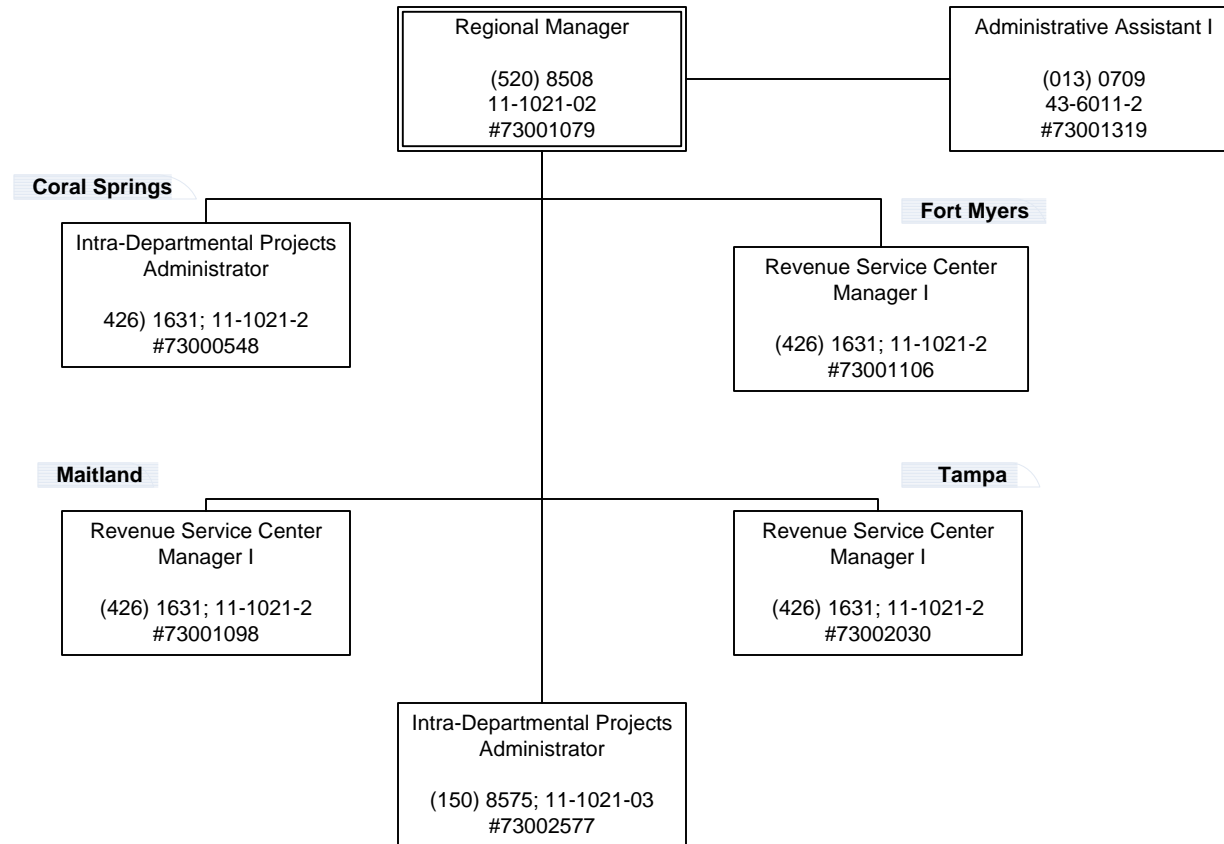 Regional Manager
(520) 8508
11-1021-02
#73001079
Administrative Assistant I
(013) 0709
43-6011-2
#73001319
Coral Springs
Intra-Departmental Projects
Administrator
426) 1631; 11-1021-2
#73000548
Fort Myers
Revenue Service Center
Manager I
(426) 1631; 11-1021-2
#73001106
Maitland
Revenue Service Center
Manager I
(426) 1631; 11-1021-2
#73001098
Tampa
Revenue Service Center
Manager I
(426) 1631; 11-1021-2
#73002030
Intra-Departmental Projects
Administrator
(150) 8575; 11-1021-03
#73002577